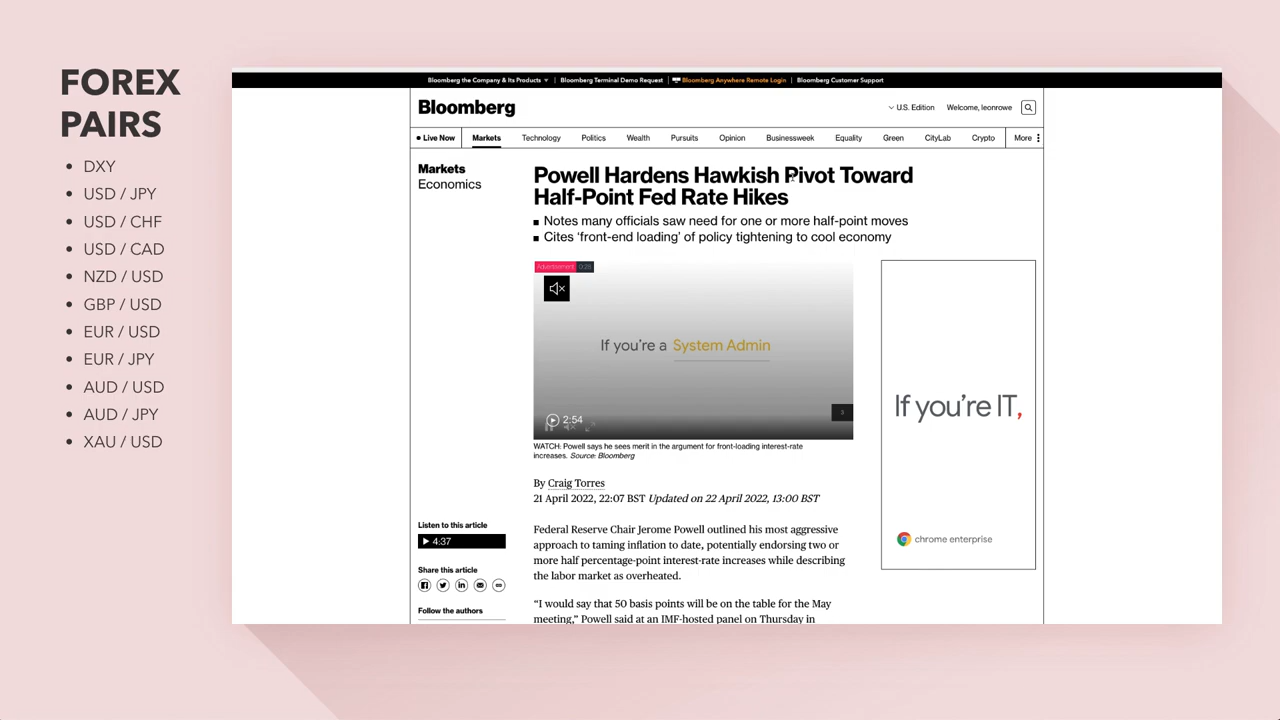 FOREX
PAIRS
• DXY
• USD / JPY
• USD / CHF
• USD / CAD
• NZD / USD
• GBP / USD
• EUR / USD
• EUR / JPY
• AUD / USD
• AUD / JPY
• XAU / USD
Bloomberg the Company & Its Products | Bloomberg Terminal Demo Request | Bloomberg Anywhere Remote Login | Bloomberg Customer Support
Bloomberg
U.S. Edition Welcome, leonrowe
• Live Now Markets Technology Politics Wealth Pursuits Opinion Businessweek Equality Green CityLab Crypto More
Markets
Economics
Powell Hardens Hawkish Pivot Toward
Half-Point Fed Rate Hikes
■ Notes many officials saw need for one or more half-point moves
■ Cites ‘front-end loading’ of policy tightening to cool economy
Advertisement 0:26
If you're a System Admin
2:54
3
WATCH: Powell says he sees merit in the argument for front-loading interest-rate
increases. Source: Bloomberg
If you're IT,
chrome enterprise
By Craig Torres
21 April 2022, 22:07 BST Updated on 22 April 2022, 13:00 BST
Listen to this article
4:37
Share this article
Follow the authors
Federal Reserve Chair Jerome Powell outlined his most aggressive
approach to taming inflation to date, potentially endorsing two or
more half percentage-point interest-rate increases while describing
the labor market as overheated.
“I would say that 50 basis points will be on the table for the May
meeting,” Powell said at an IMF-hosted panel on Thursday in